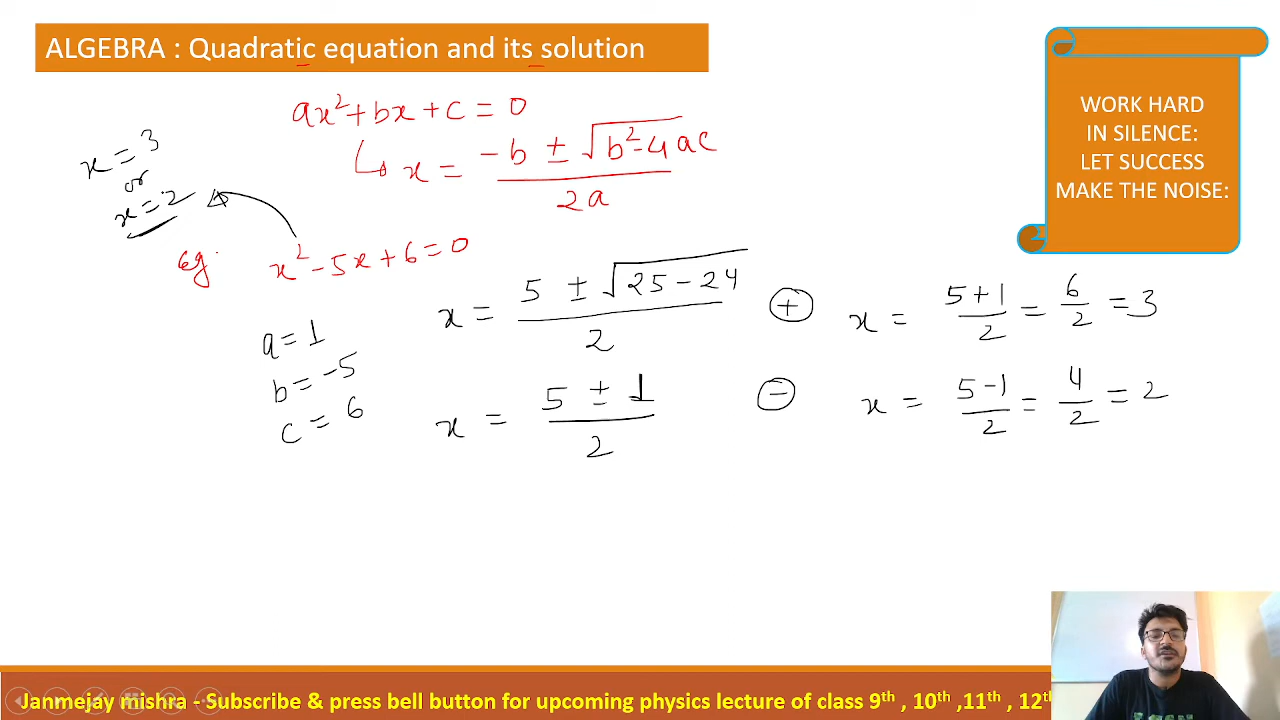 ALGEBRA : Quadratic equation and its solution
WORK HARD
IN SILENCE:
LET SUCCESS
MAKE THE NOISE:
ax²+bx+c = 0
x = (-b ± √(b²-4ac))/2a
x = 3
or
x = 2
eg.
x²-5x+6=0
a=1
b=-5
c=6
x = (5 ± √(25-24))/2
x = (5 ± 1)/2
⊕ x = (5+1)/2 = 6/2 = 3
⊖ x = (5-1)/2 = 4/2 = 2
Janmejay mishra - Subscribe & press bell button for upcoming physics lecture of class 9th , 10th ,11th , 12th